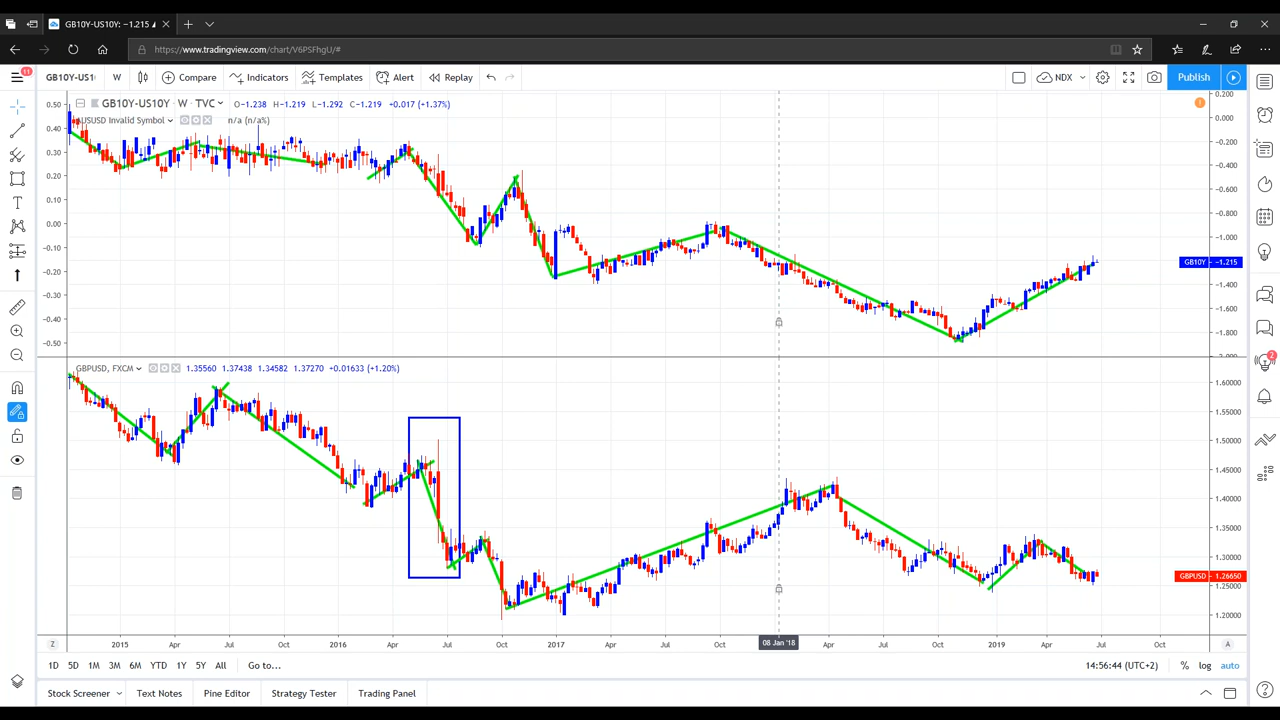 GB10Y-US10Y: −1.215
https://www.tradingview.com/chart/V6PSFhgU/#
11 GB10Y-US1 W Compare Indicators Templates Alert Replay NDX Publish
GB10Y-US10Y W TVC O−1.238 H−1.219 L−1.292 C−1.219 +0.017 (+1.37%)
USUSD Invalid Symbol n/a (n/a%)
0.50
0.40
0.30
0.20
0.10
0.00
-0.10
-0.20
-0.30
-0.40
-0.50
0.200
0.000
-0.200
-0.400
-0.600
-0.800
-1.000
GB10Y −1.215
-1.400
-1.600
-1.800
GBPUSD, FXCM 1.35560 1.37438 1.34582 1.37270 +0.01633 (+1.20%)
1.60000
1.55000
1.50000
1.45000
1.40000
1.35000
1.30000
GBPUSD 1.26650
1.25000
1.20000
2
Z 2015 Apr Jul Oct 2016 Apr Jul Oct 2017 Apr Jul Oct 08 Jan '18 Apr Jul Oct 2019 Apr Jul Oct A
1D 5D 1M 3M 6M YTD 1Y 5Y All Go to... 14:56:44 (UTC+2) % log auto
Stock Screener Text Notes Pine Editor Strategy Tester Trading Panel